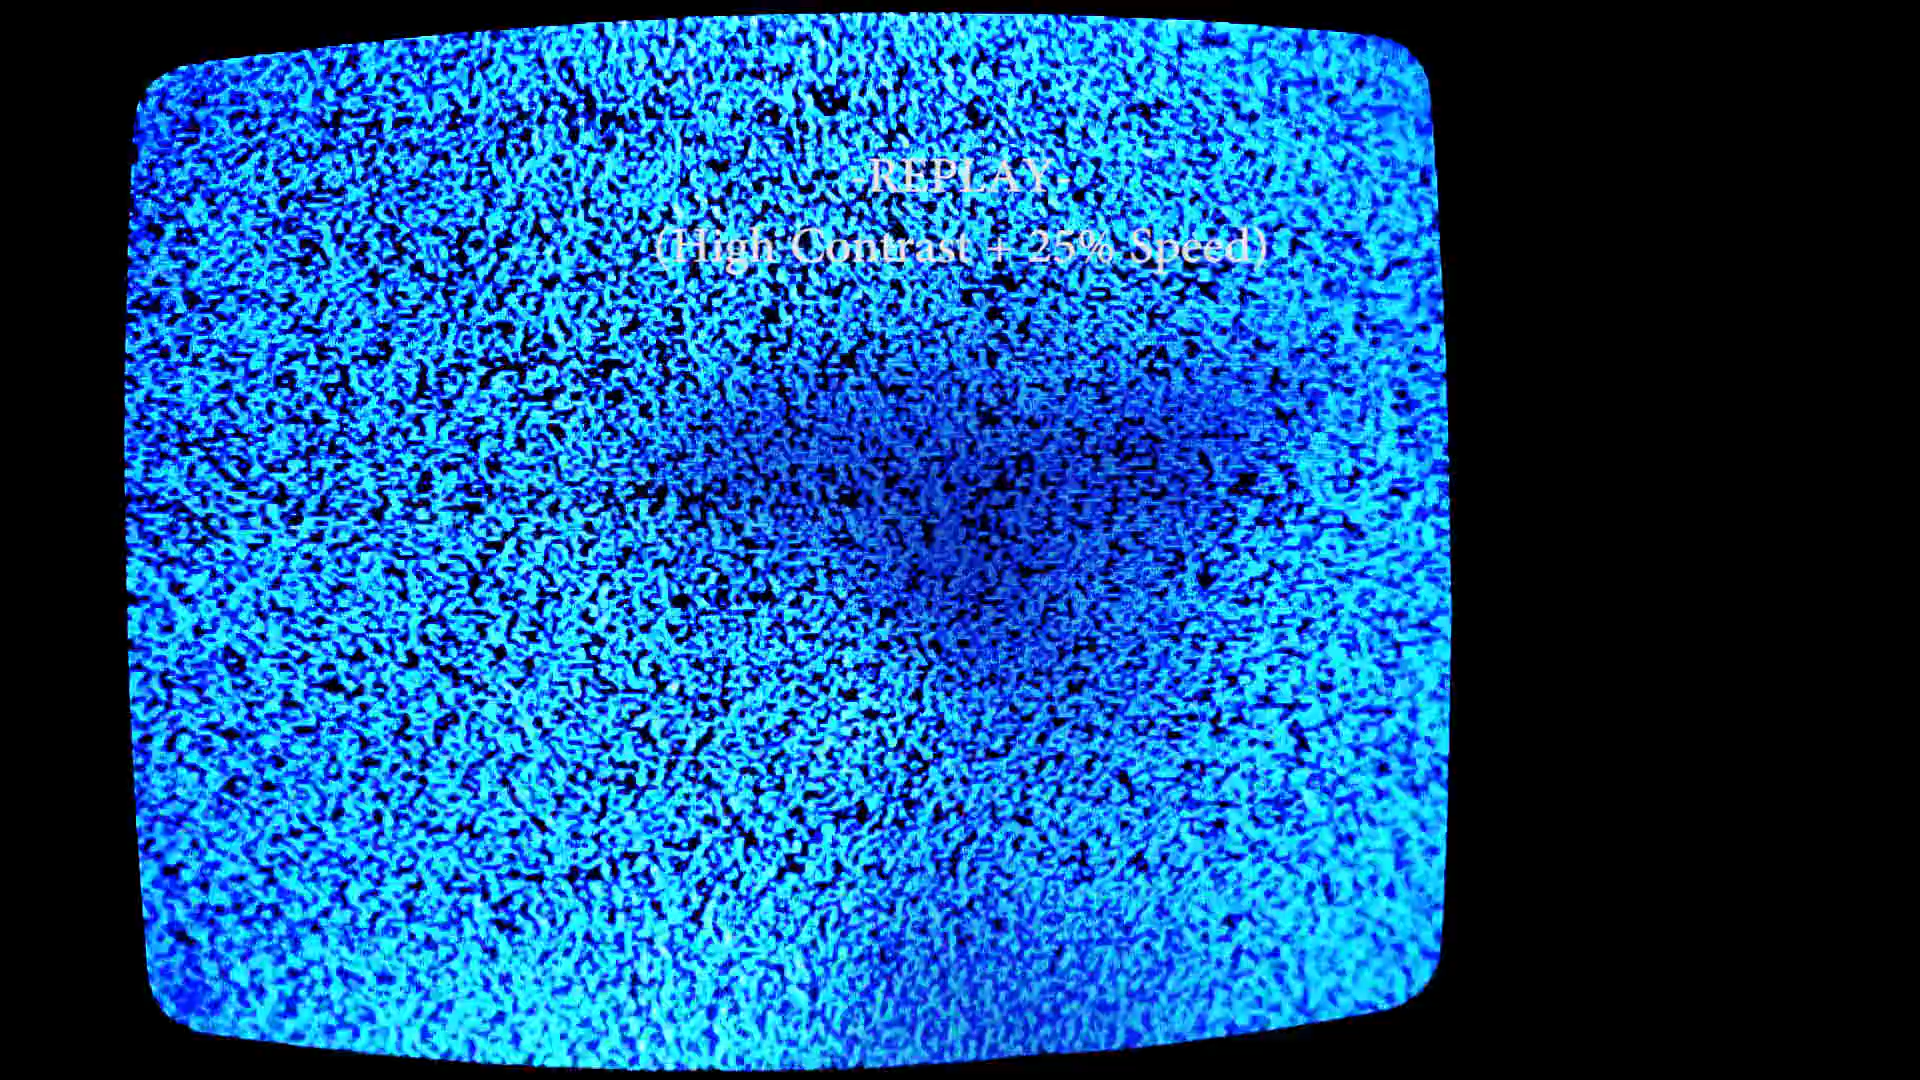 -REPLAY-
(High Contrast + 25% Speed)